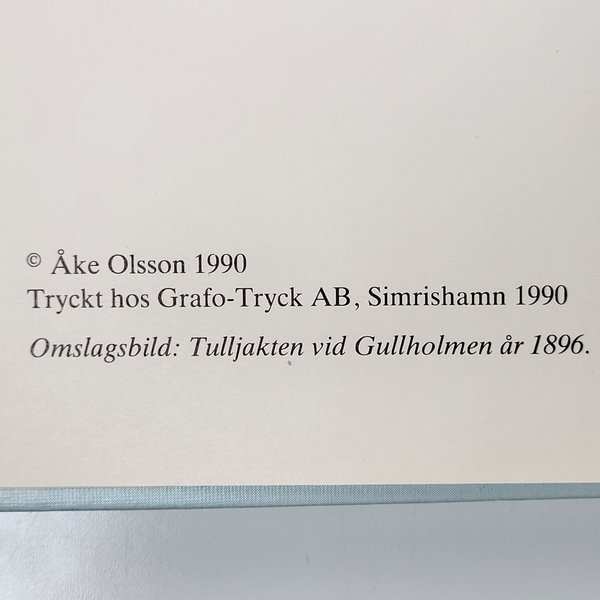 © Åke Olsson 1990
Tryckt hos Grafo-Tryck AB, Simrishamn 1990
Omslagsbild: Tulljakten vid Gullholmen år 1896.